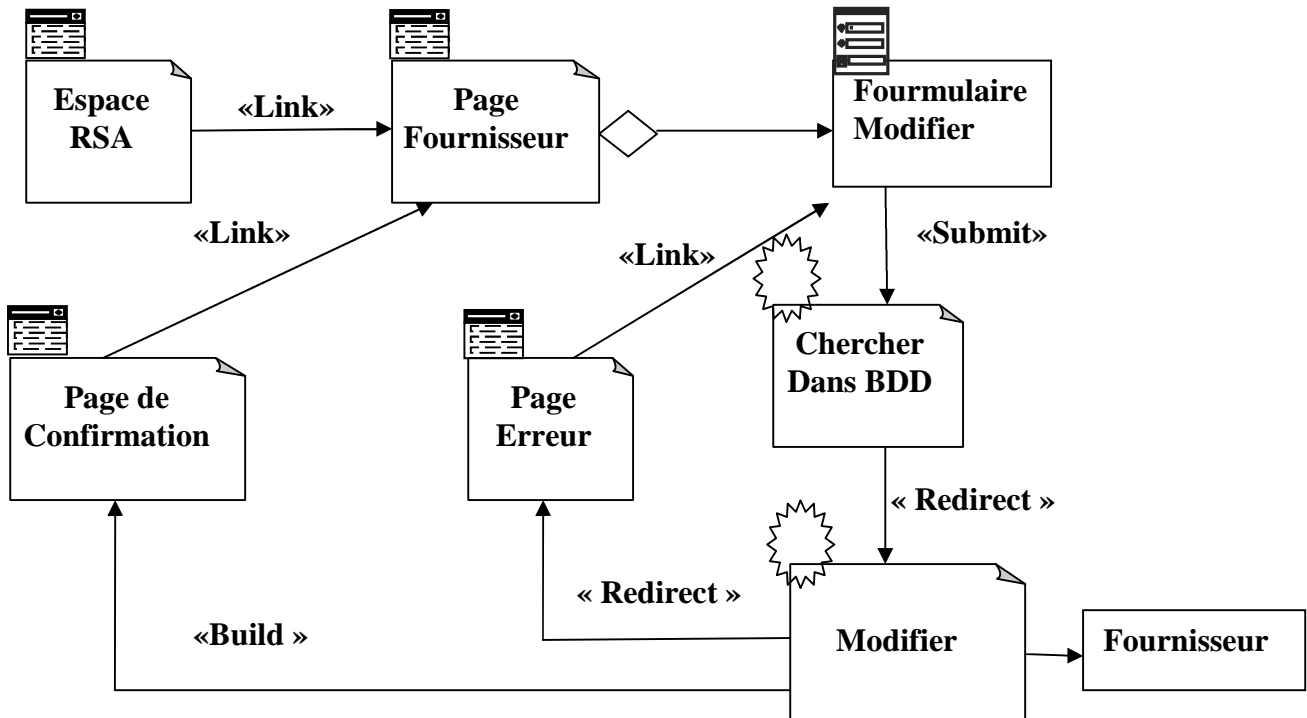 Espace
RSA
«Link»
Page
Fournisseur
Fourmulaire
Modifier
«Link»
«Link»
«Submit»
Page de
Confirmation
Page
Erreur
Chercher
Dans BDD
« Redirect »
« Redirect »
«Build »
Modifier
Fournisseur